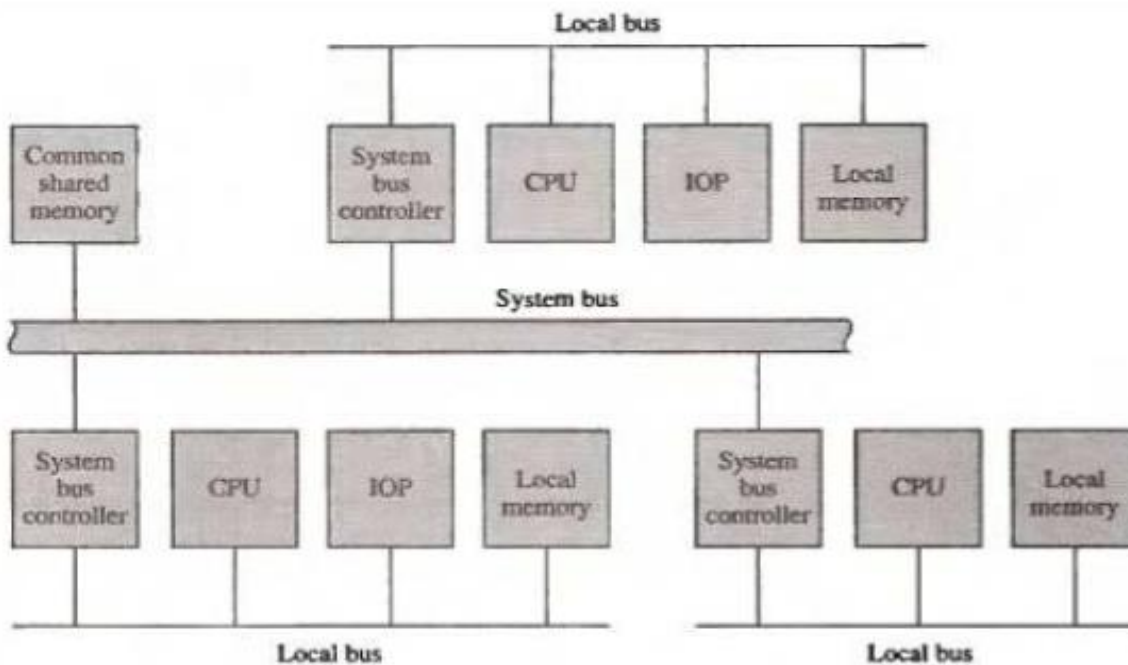 Local bus
Common
shared
memory
System
bus
controller
CPU
IOP
Local
memory
System bus
System
bus
controller
CPU
IOP
Local
memory
System
bus
controller
CPU
Local
memory
Local bus
Local bus